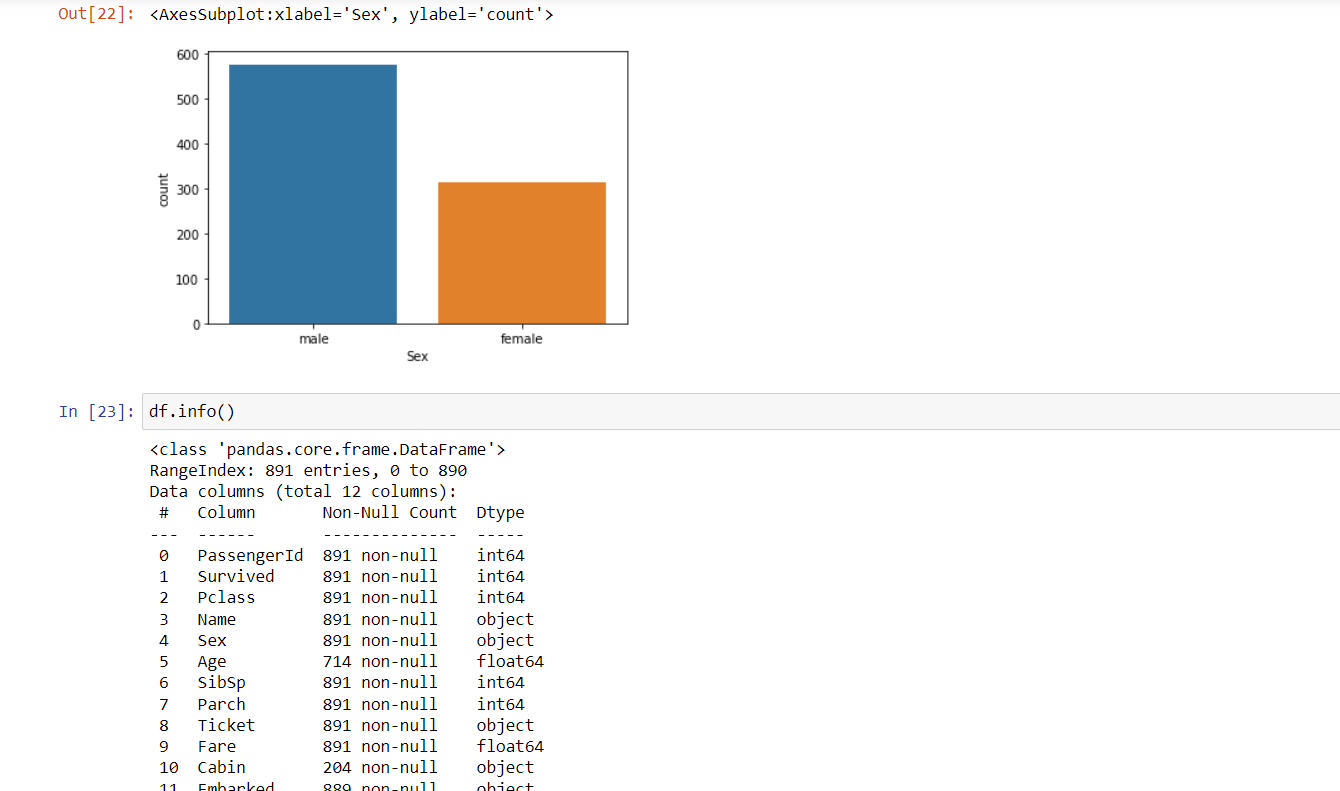 Out[22]: <AxesSubplot:xlabel='Sex', ylabel='count'>
600
500
400
300
200
100
0
count
male female
Sex
In [23]: df.info()
<class 'pandas.core.frame.DataFrame'>
RangeIndex: 891 entries, 0 to 890
Data columns (total 12 columns):
 #   Column       Non-Null Count  Dtype
---  ------       --------------  -----
 0   PassengerId  891 non-null    int64
 1   Survived     891 non-null    int64
 2   Pclass       891 non-null    int64
 3   Name         891 non-null    object
 4   Sex          891 non-null    object
 5   Age          714 non-null    float64
 6   SibSp        891 non-null    int64
 7   Parch        891 non-null    int64
 8   Ticket       891 non-null    object
 9   Fare         891 non-null    float64
 10  Cabin        204 non-null    object
 11  Embarked     889 non-null    object